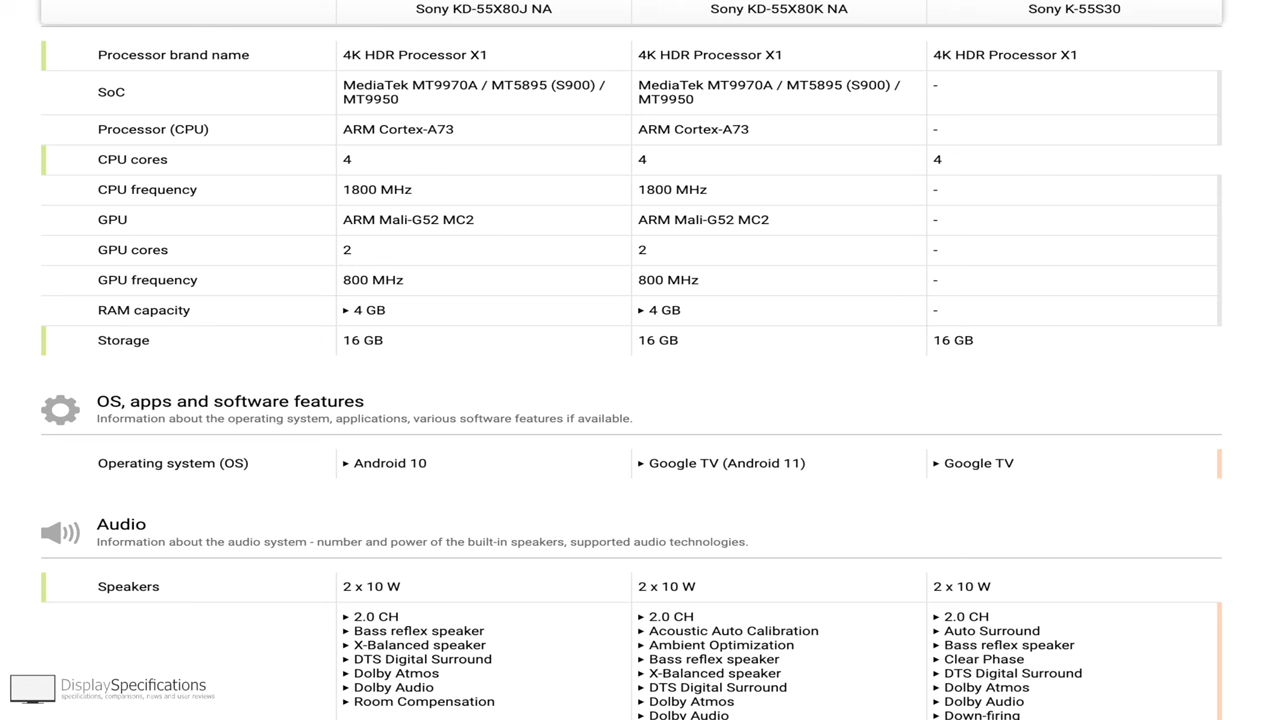 Sony KD-55X80J NA Sony KD-55X80K NA Sony K-55S30
Processor brand name 4K HDR Processor X1 4K HDR Processor X1 4K HDR Processor X1
SoC MediaTek MT9970A / MT5895 (S900) / MT9950 MediaTek MT9970A / MT5895 (S900) / MT9950 -
Processor (CPU) ARM Cortex-A73 ARM Cortex-A73 -
CPU cores 4 4 4
CPU frequency 1800 MHz 1800 MHz -
GPU ARM Mali-G52 MC2 ARM Mali-G52 MC2 -
GPU cores 2 2 -
GPU frequency 800 MHz 800 MHz -
RAM capacity ▸ 4 GB ▸ 4 GB -
Storage 16 GB 16 GB 16 GB
OS, apps and software features
Information about the operating system, applications, various software features if available.
Operating system (OS) ▸ Android 10 ▸ Google TV (Android 11) ▸ Google TV
Audio
Information about the audio system - number and power of the built-in speakers, supported audio technologies.
Speakers 2 x 10 W 2 x 10 W 2 x 10 W
▸ 2.0 CH ▸ 2.0 CH ▸ 2.0 CH
▸ Bass reflex speaker ▸ Acoustic Auto Calibration ▸ Auto Surround
▸ X-Balanced speaker ▸ Ambient Optimization ▸ Bass reflex speaker
▸ DTS Digital Surround ▸ Bass reflex speaker ▸ Clear Phase
▸ Dolby Atmos ▸ X-Balanced speaker ▸ DTS Digital Surround
▸ Dolby Audio ▸ DTS Digital Surround ▸ Dolby Atmos
▸ Room Compensation ▸ Dolby Atmos ▸ Dolby Audio
▸ Dolby Audio ▸ Down-firing
DisplaySpecifications
specifications, comparisons, news and user reviews